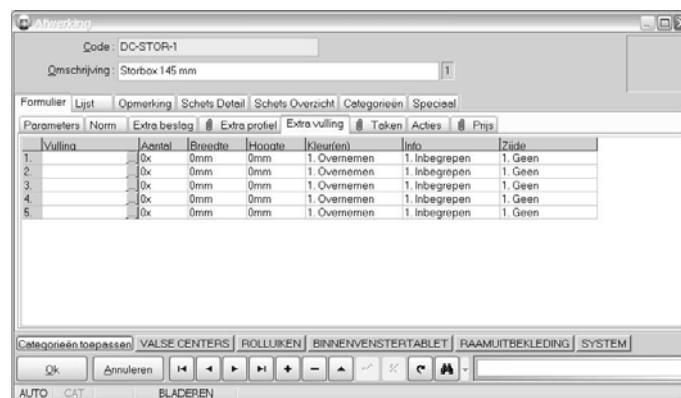 Afwerking
Code: DC-STOR-1
Omschrijving: Storbox 145 mm 1
Formulier Lijst Opmerking Schets Detail Schets Overzicht Categorieën Speciaal
Parameters Norm Extra beslag Extra profiel Extra vulling Taken Acties Prijs
Vulling Aantal Breedte Hoogte Kleur(en) Info Zijde
1. ... 0x 0mm 0mm 1. Overnemen 1. Inbegrepen 1. Geen
2. ... 0x 0mm 0mm 1. Overnemen 1. Inbegrepen 1. Geen
3. ... 0x 0mm 0mm 1. Overnemen 1. Inbegrepen 1. Geen
4. ... 0x 0mm 0mm 1. Overnemen 1. Inbegrepen 1. Geen
5. ... 0x 0mm 0mm 1. Overnemen 1. Inbegrepen 1. Geen
Categorieën toepassen VALSE CENTERS ROLLUIKEN BINNENVENSTERTABLET RAAMUITBEKLEDING SYSTEM
Ok Annuleren
AUTO CAT BLADEREN